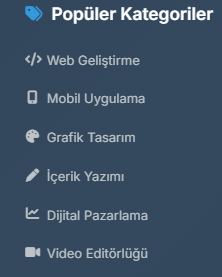 Popüler Kategoriler
Web Geliştirme
Mobil Uygulama
Grafik Tasarım
İçerik Yazımı
Dijital Pazarlama
Video Editörlüğü